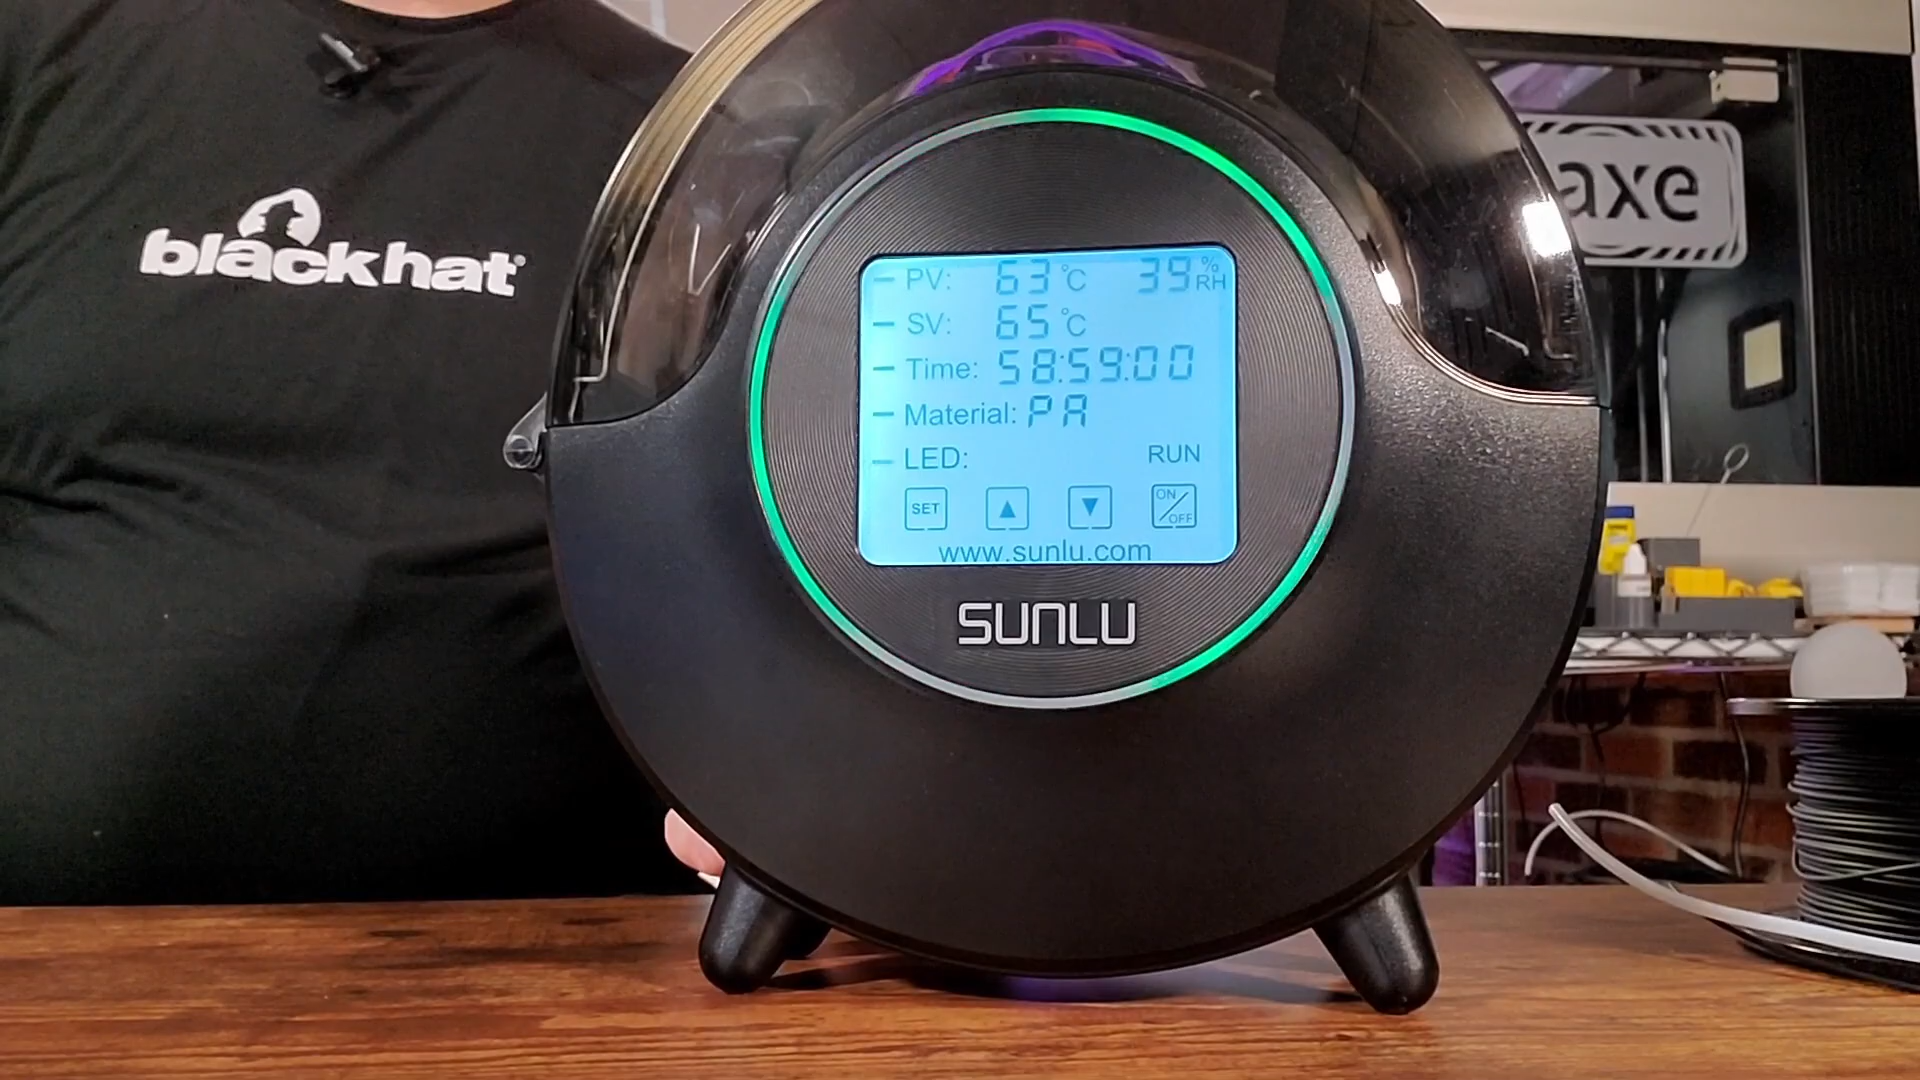 blackhat®
axe
PV: 63 °C 39 % RH
SV: 65 °C
Time: 58:59:00
Material: PA
LED: RUN
SET ▲ ▼ ON/OFF
www.sunlu.com
SUNLU